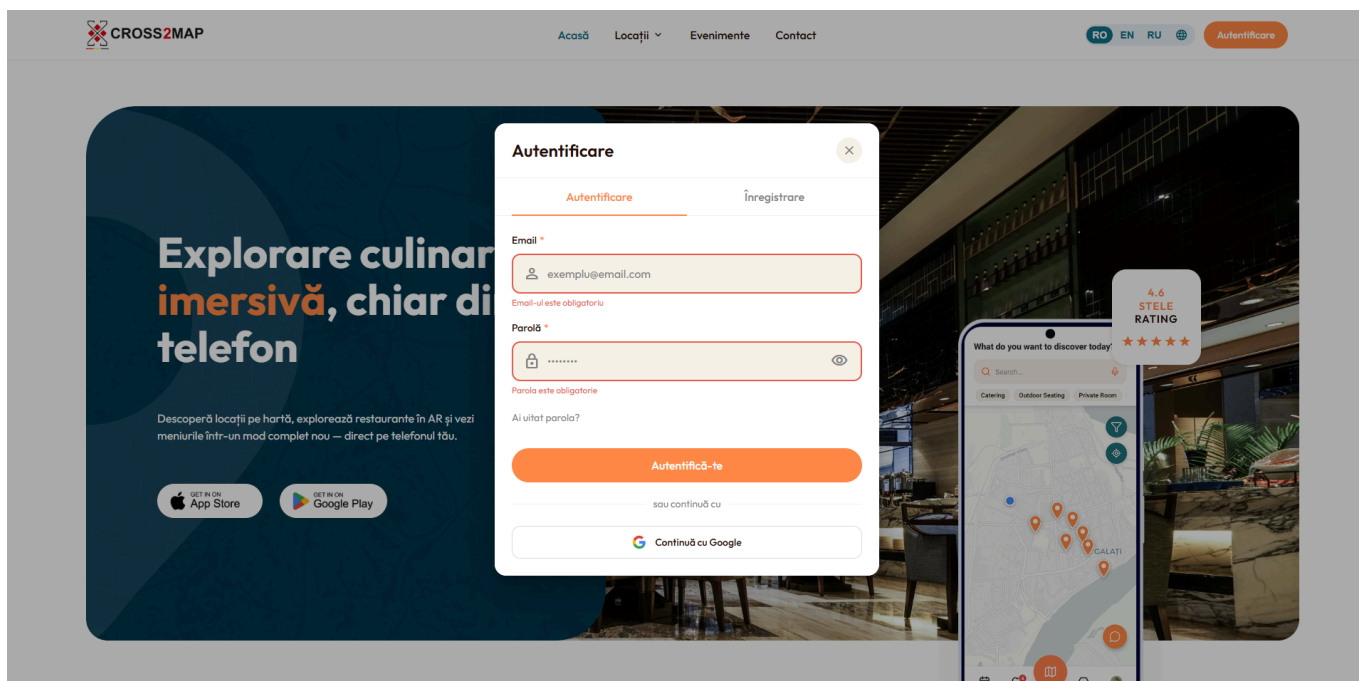 CROSS2MAP
Acasă
Locații
Evenimente
Contact
RO EN RU
Autentificare
Explorare culinar
imersivă, chiar di
telefon
Descoperă locații pe hartă, explorează restaurante în AR și vezi
meniurile într-un mod complet nou — direct pe telefonul tău.
GET IN ON
App Store
GET IN ON
Google Play
Autentificare
Autentificare
Înregistrare
Email *
exemplu@email.com
Email-ul este obligatoriu
Parolă *
Parola este obligatorie
Ai uitat parola?
Autentifică-te
sau continuă cu
Continuă cu Google
4.6
STELE
RATING
What do you want to discover today?
Search...
Catering
Outdoor Seating
Private Room
GALAȚI